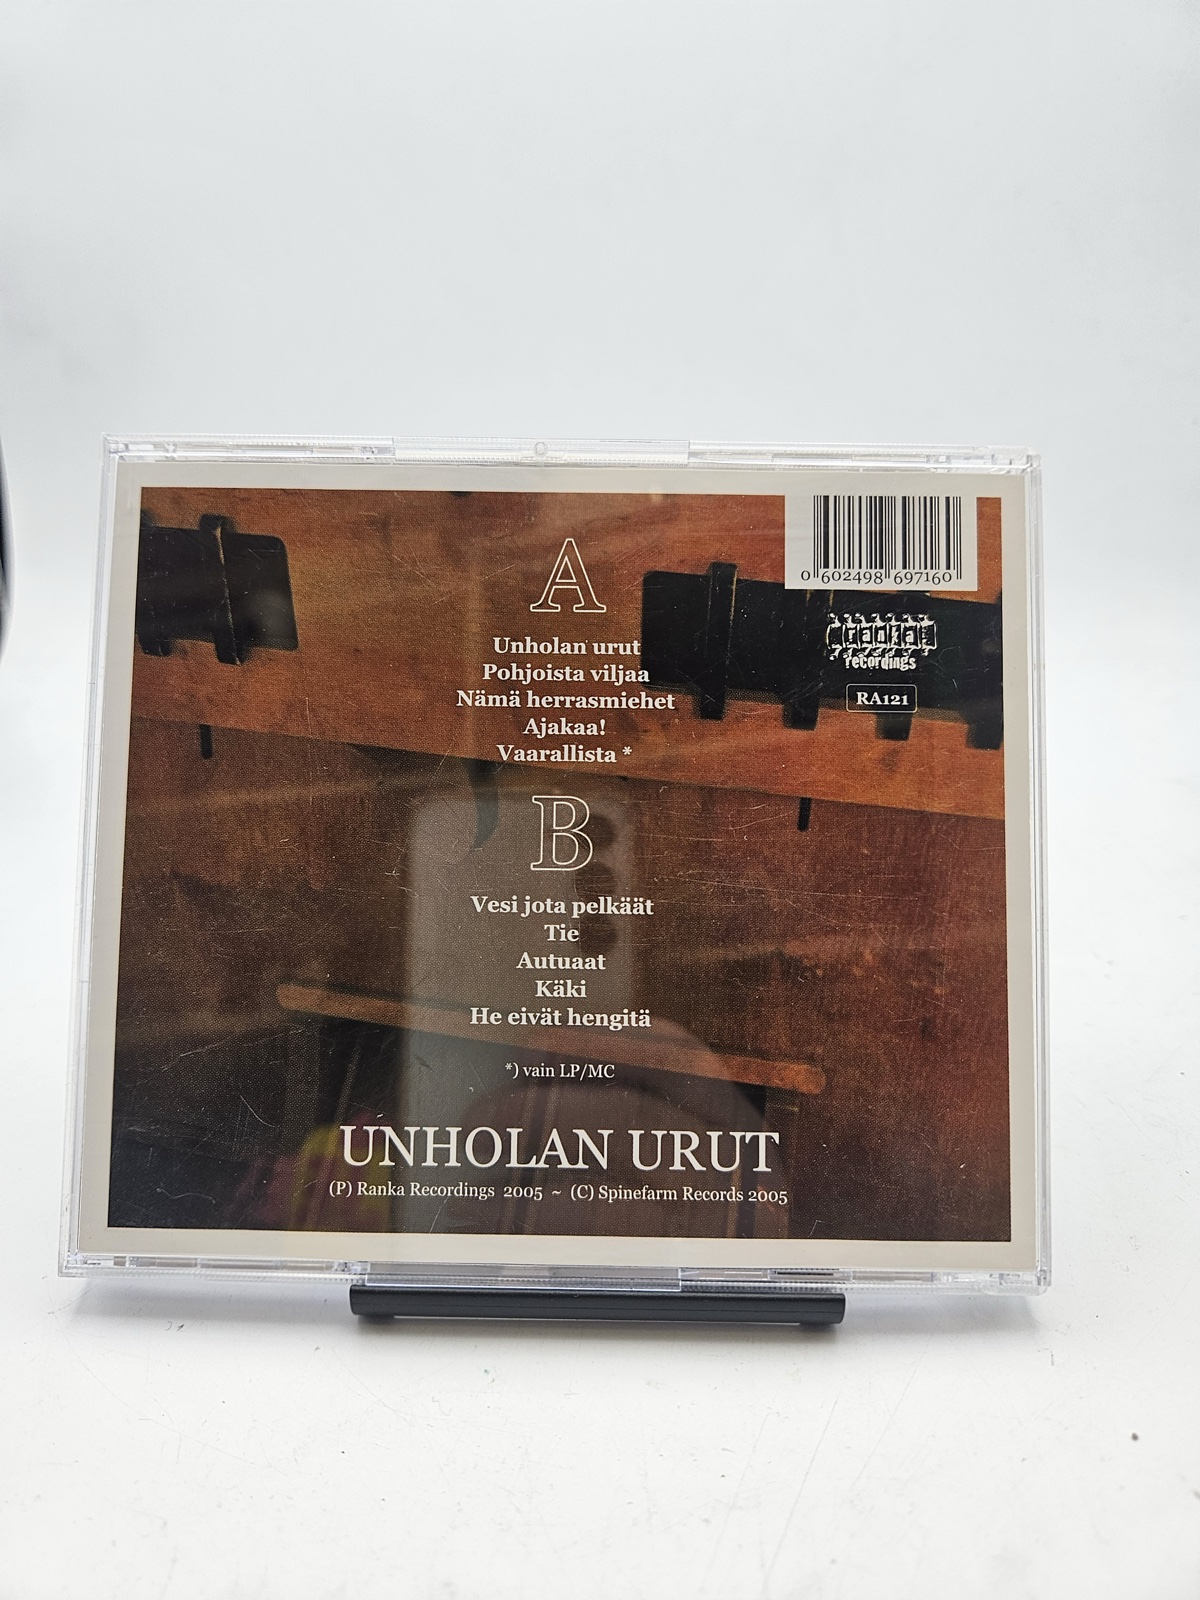 0 602498 697160
ranka
recordings
RA121
A
Unholan urut
Pohjoista viljaa
Nämä herrasmiehet
Ajakaa!
Vaarallista *
B
Vesi jota pelkäät
Tie
Autuaat
Käki
He eivät hengitä
*) vain LP/MC
UNHOLAN URUT
(P) Ranka Recordings 2005 ~ (C) Spinefarm Records 2005